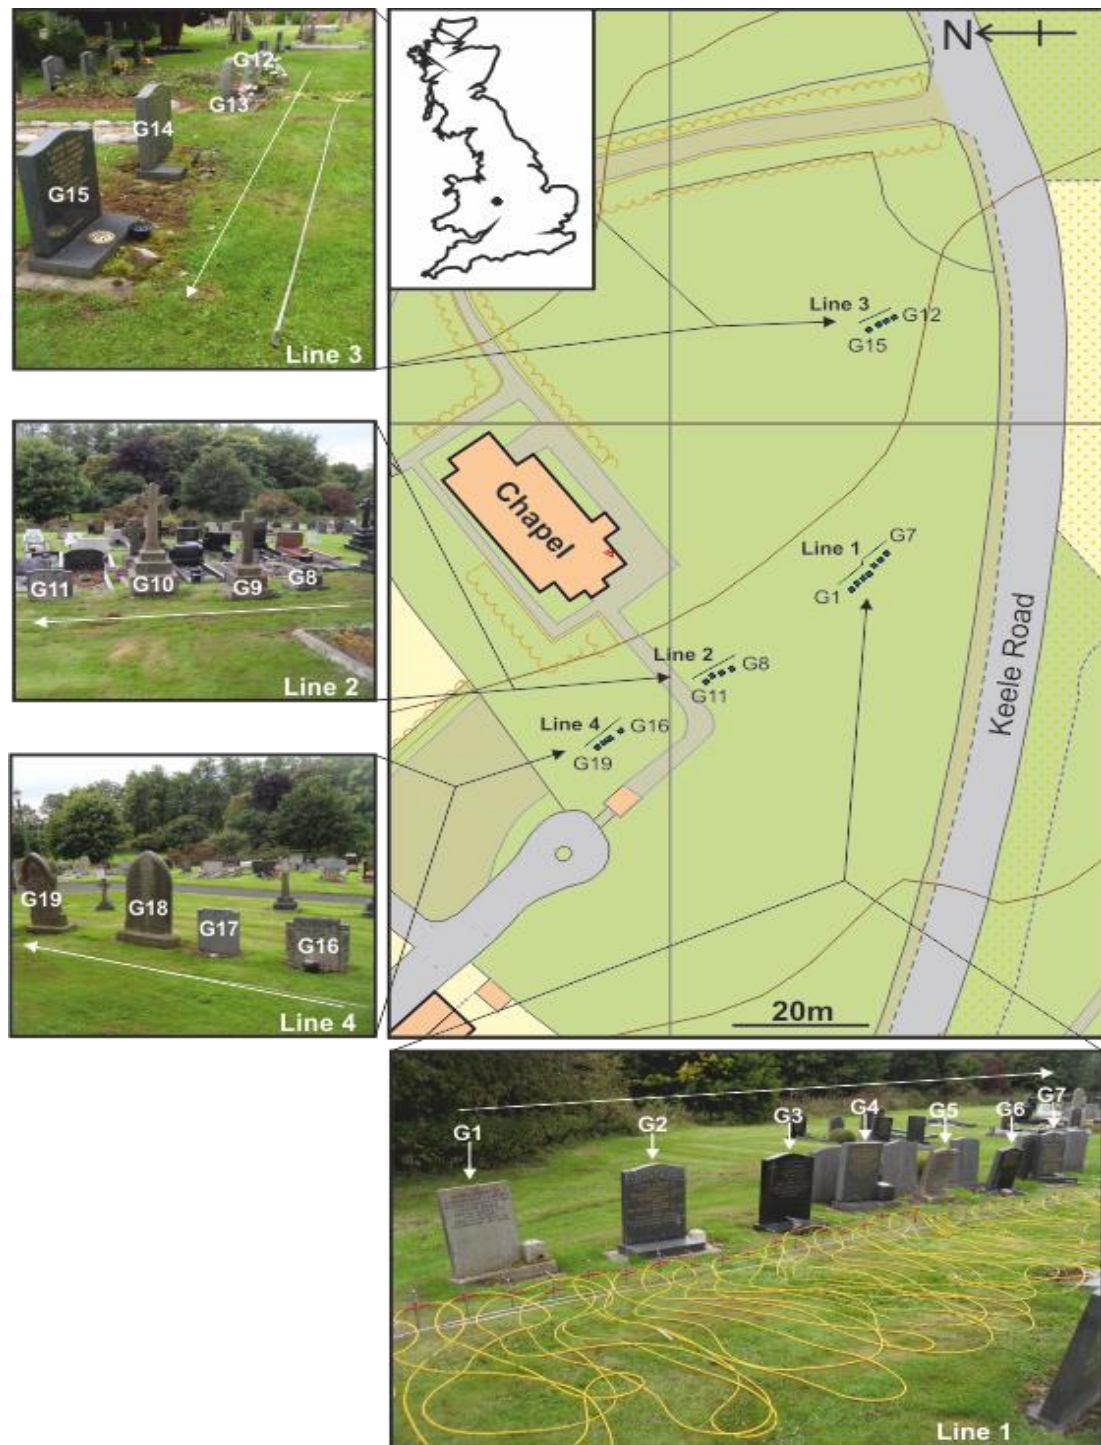 G12
G13
G14
G15
Line 3
N
Line 3
G12
G15
Chapel
Line 1
G7
G1
Line 2
G8
G11
Line 4
G16
G19
Keele Road
20m
G11
G10
G9
G8
Line 2
G19
G18
G17
G16
Line 4
G1
G2
G3
G4
G5
G6
G7
Line 1